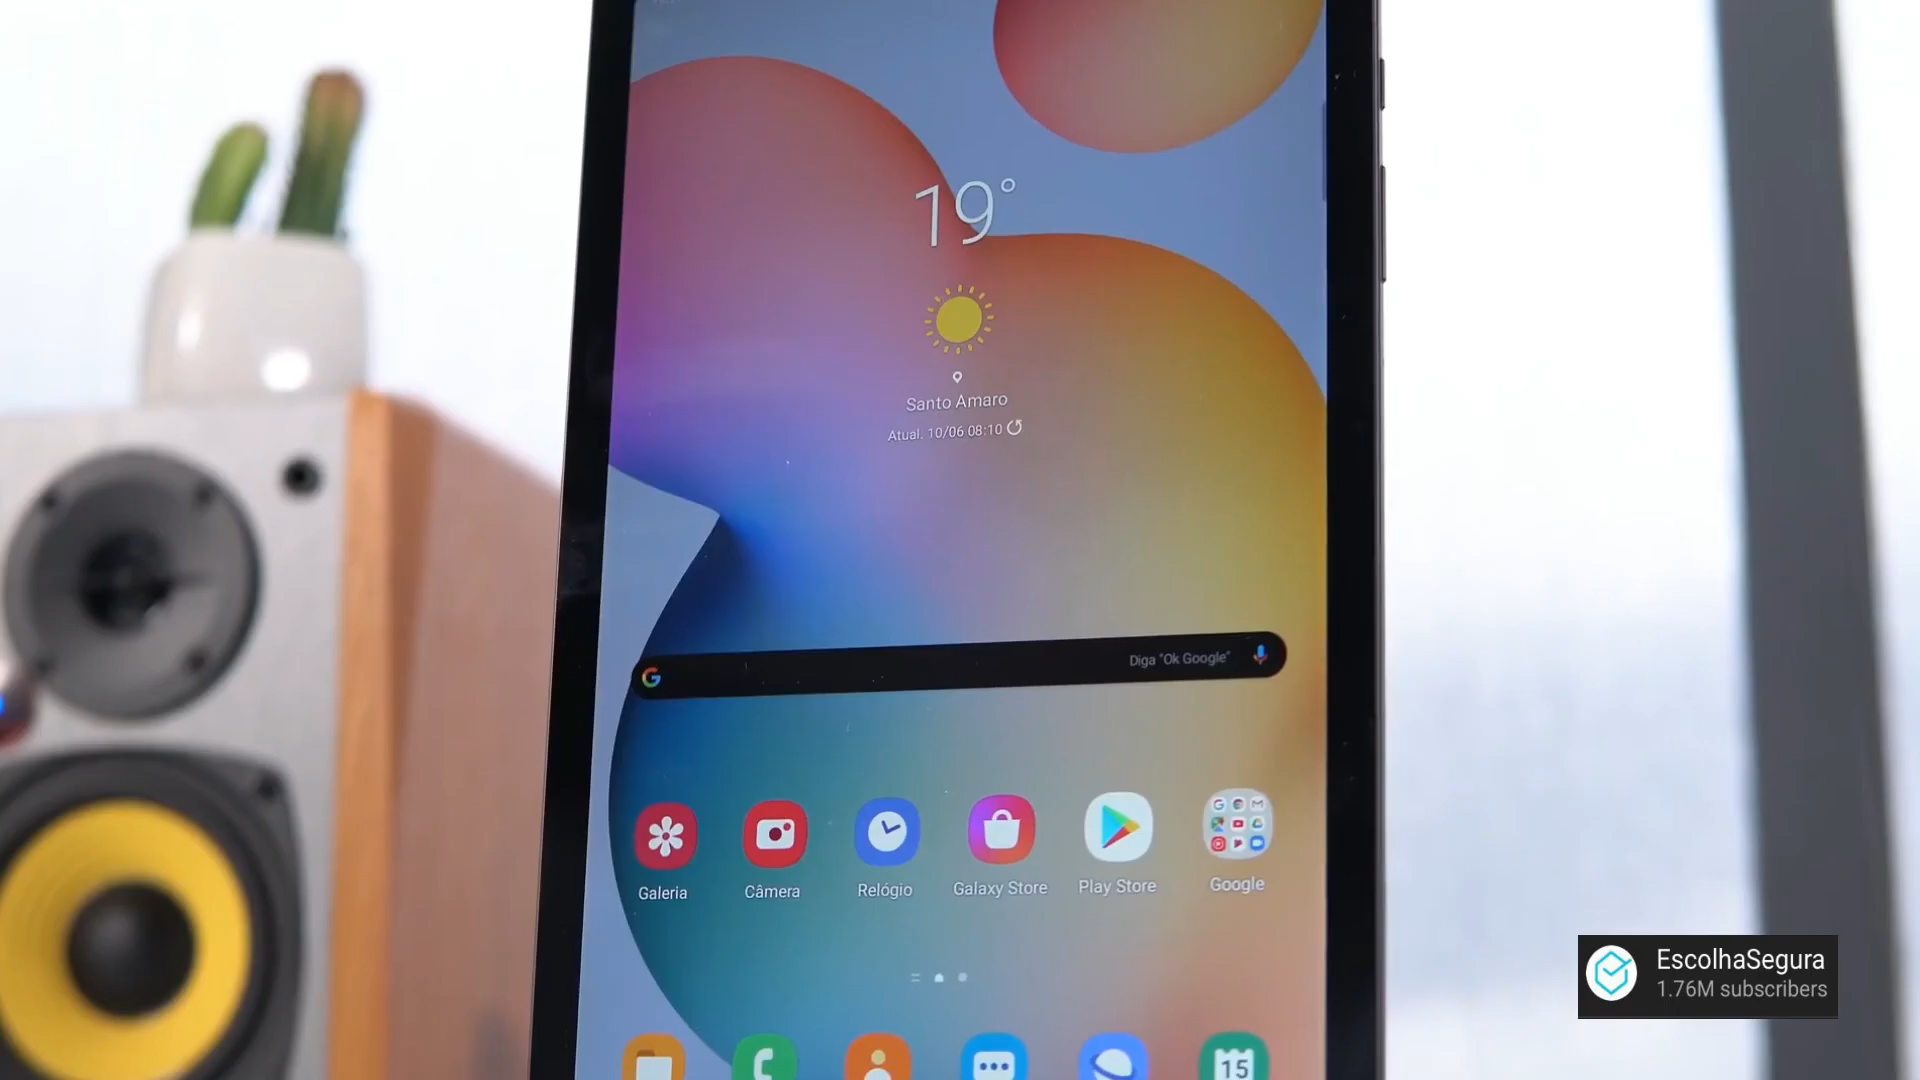 19°
Santo Amaro
Atual. 10/06 08:10
Diga "Ok Google"
Galeria
Câmera
Relógio
Galaxy Store
Play Store
Google
15
EscolhaSegura
1.76M subscribers